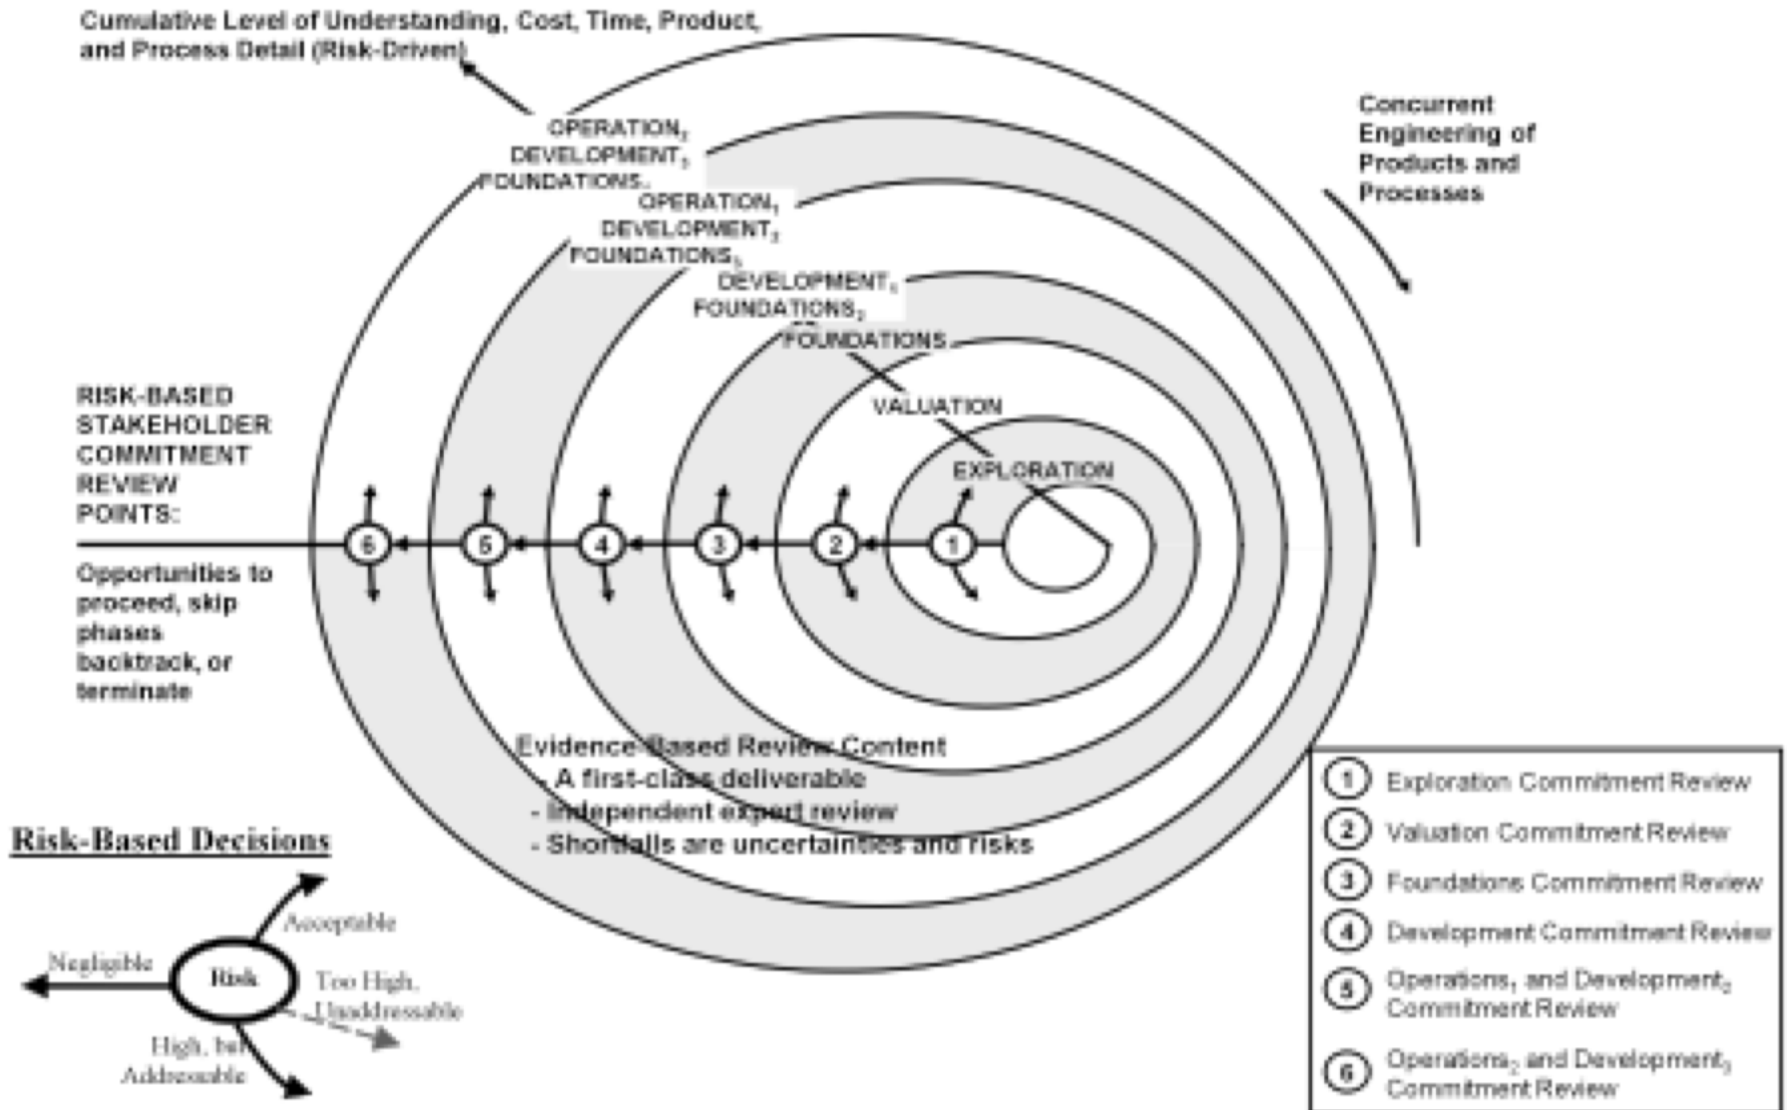 Cumulative Level of Understanding, Cost, Time, Product,
and Process Detail (Risk-Driven)
Concurrent
Engineering of
Products and
Processes
OPERATION₂
DEVELOPMENT₃
FOUNDATIONS
OPERATION₁
DEVELOPMENT₂
FOUNDATIONS₃
DEVELOPMENT₁
FOUNDATIONS₂
FOUNDATIONS
VALUATION
EXPLORATION
RISK-BASED
STAKEHOLDER
COMMITMENT
REVIEW
POINTS:
6 5 4 3 2 1
Opportunities to
proceed, skip
phases
backtrack, or
terminate
Evidence-Based Review Content
- A first-class deliverable
- Independent expert review
- Shortfalls are uncertainties and risks
Risk-Based Decisions
Acceptable
Negligible
Risk
Too High,
Unaddressable
High, but
Addressable
1 Exploration Commitment Review
2 Valuation Commitment Review
3 Foundations Commitment Review
4 Development Commitment Review
5 Operations₁ and Development₂
Commitment Review
6 Operations₂ and Development₃
Commitment Review